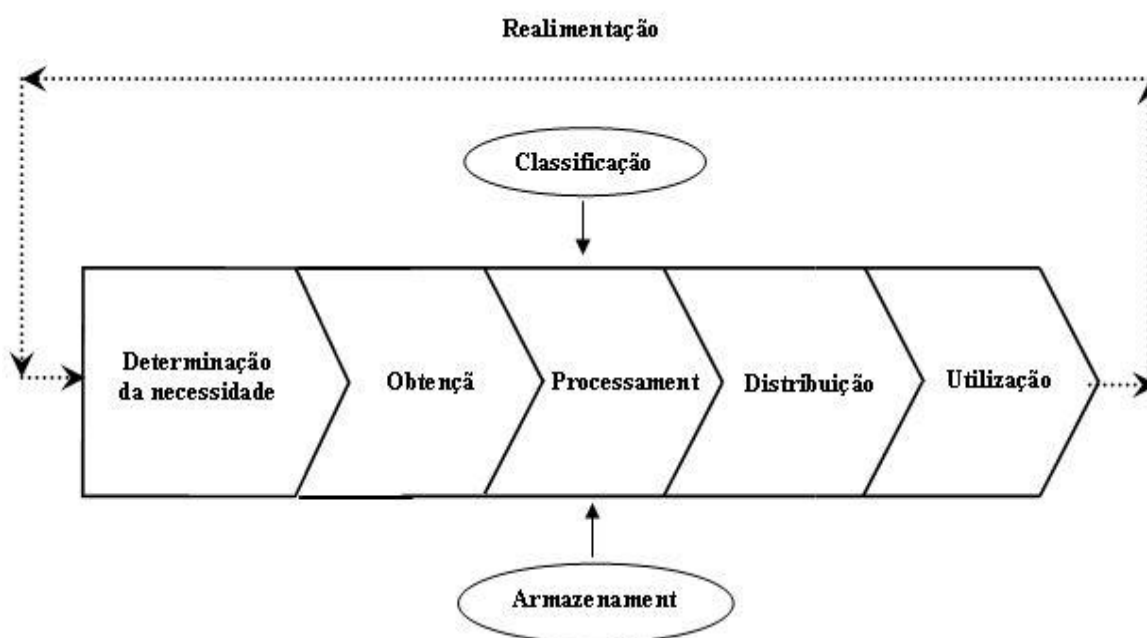 Realimentação
Classificação
Determinação
da necessidade
Obtençã
Processament
Distribuição
Utilização
Armazenament